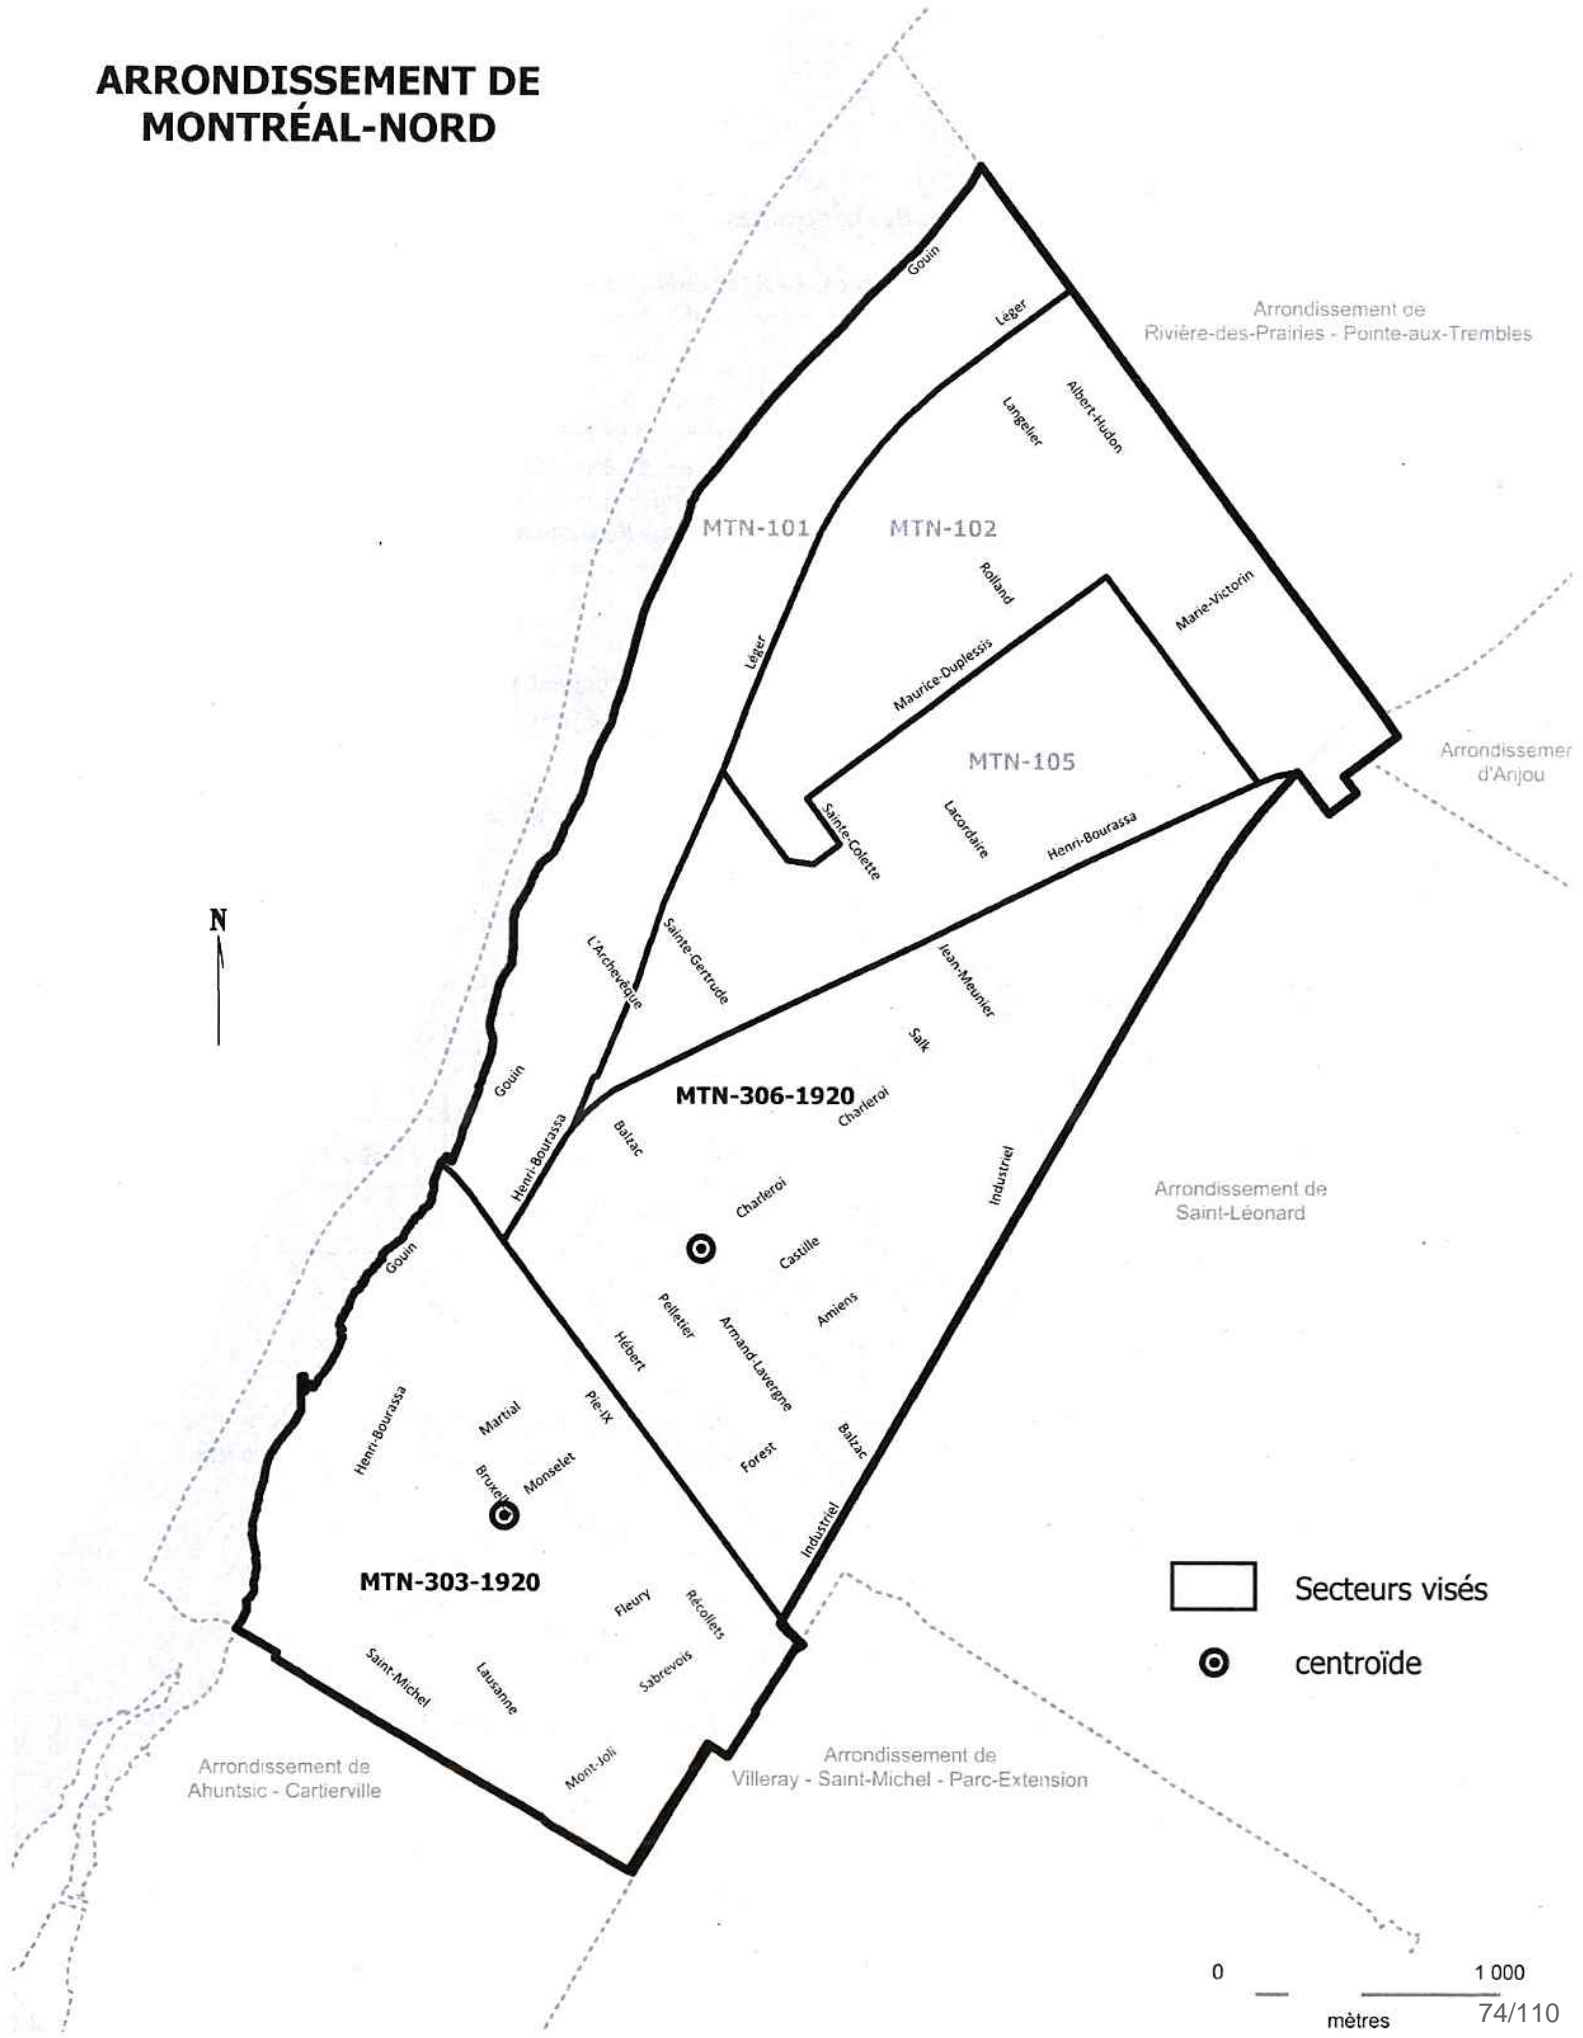 ARRONDISSEMENT DE
MONTRÉAL-NORD
Gouin
Léger
Arrondissement de
Rivière-des-Prairies - Pointe-aux-Trembles
Langelier
Albert-Hudon
MTN-101
MTN-102
Rolland
Marie-Victorin
Léger
Maurice-Duplessis
MTN-105
Arrondissemen
d'Anjou
Sainte-Colette
Lacordaire
Henri-Bourassa
N
L'Archevêque
Sainte-Gertrude
Jean-Meunier
Salk
Gouin
MTN-306-1920
Charleroi
Henri-Bourassa
Balzac
Industriel
Charleroi
Arrondissement de
Saint-Léonard
Gouin
Castille
Pelletier
Amiens
Hébert
Armand-Lavergne
Henri-Bourassa
Martial
Pie-IX
Forest
Balzac
Bruxell
Monselet
Industriel
MTN-303-1920
Fleury
Récollets
Secteurs visés
Saint-Michel
Lausanne
Sabrevois
centroïde
Mont-Joli
Arrondissement de
Ahuntsic - Cartierville
Arrondissement de
Villeray - Saint-Michel - Parc-Extension
0
1 000
mètres
74/110